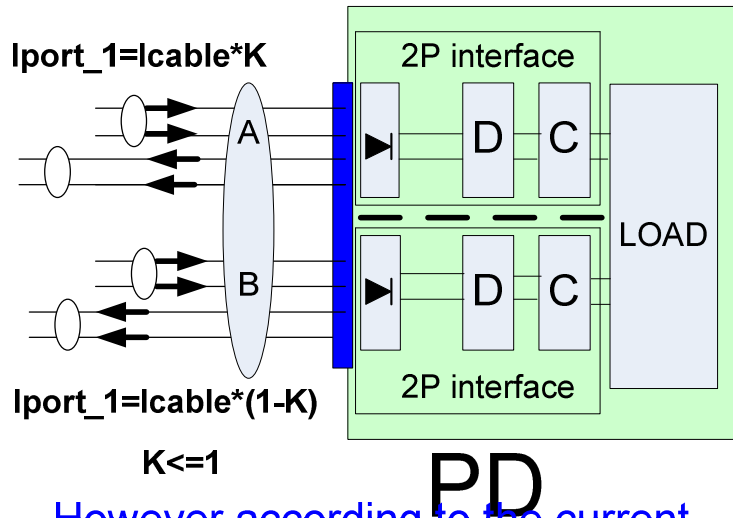 Iport_1=Icable*K
2P interface
A
D C
LOAD
B
D C
2P interface
Iport_1=Icable*(1-K)
K<=1
PD
However according to the current